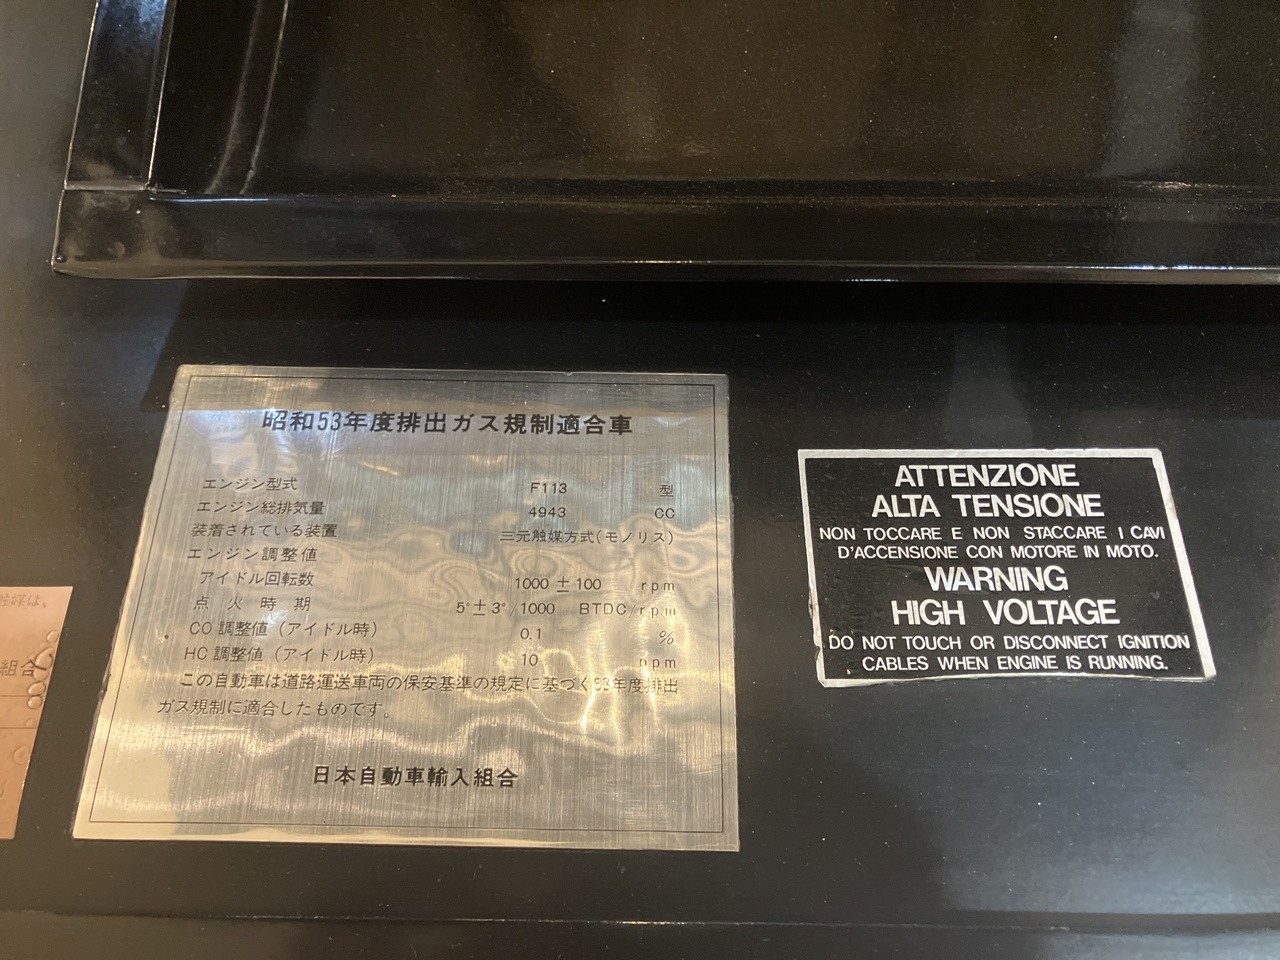 昭和53年度排出ガス規制適合車
エンジン型式 F113 型
エンジン総排気量 4943 CC
装着されている装置 三元触媒方式(モノリス)
エンジン調整値
アイドル回転数 1000 ± 100 rpm
点火時期 5°± 3°/1000 BTDC/rpm
CO調整値(アイドル時) 0.1 %
HC調整値(アイドル時) 10 ppm
この自動車は道路運送車両の保安基準の規定に基づく53年度排出
ガス規制に適合したものです。
日本自動車輸入組合
触媒は、
組合
ATTENZIONE
ALTA TENSIONE
NON TOCCARE E NON STACCARE I CAVI
D'ACCENSIONE CON MOTORE IN MOTO.
WARNING
HIGH VOLTAGE
DO NOT TOUCH OR DISCONNECT IGNITION
CABLES WHEN ENGINE IS RUNNING.